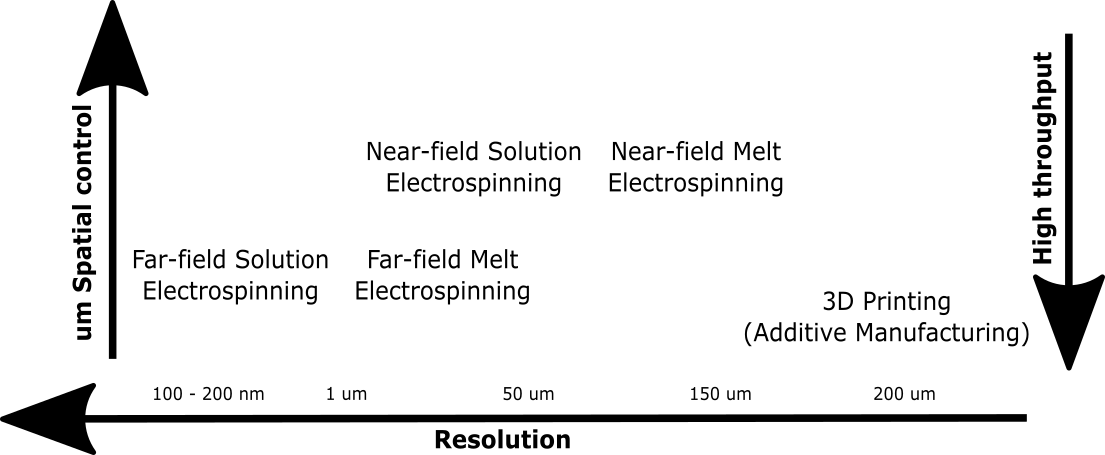 um Spatial control
High throughput
Near-field Solution
Electrospinning
Near-field Melt
Electrospinning
Far-field Solution
Electrospinning
Far-field Melt
Electrospinning
3D Printing
(Additive Manufacturing)
100 - 200 nm
1 um
50 um
150 um
200 um
Resolution